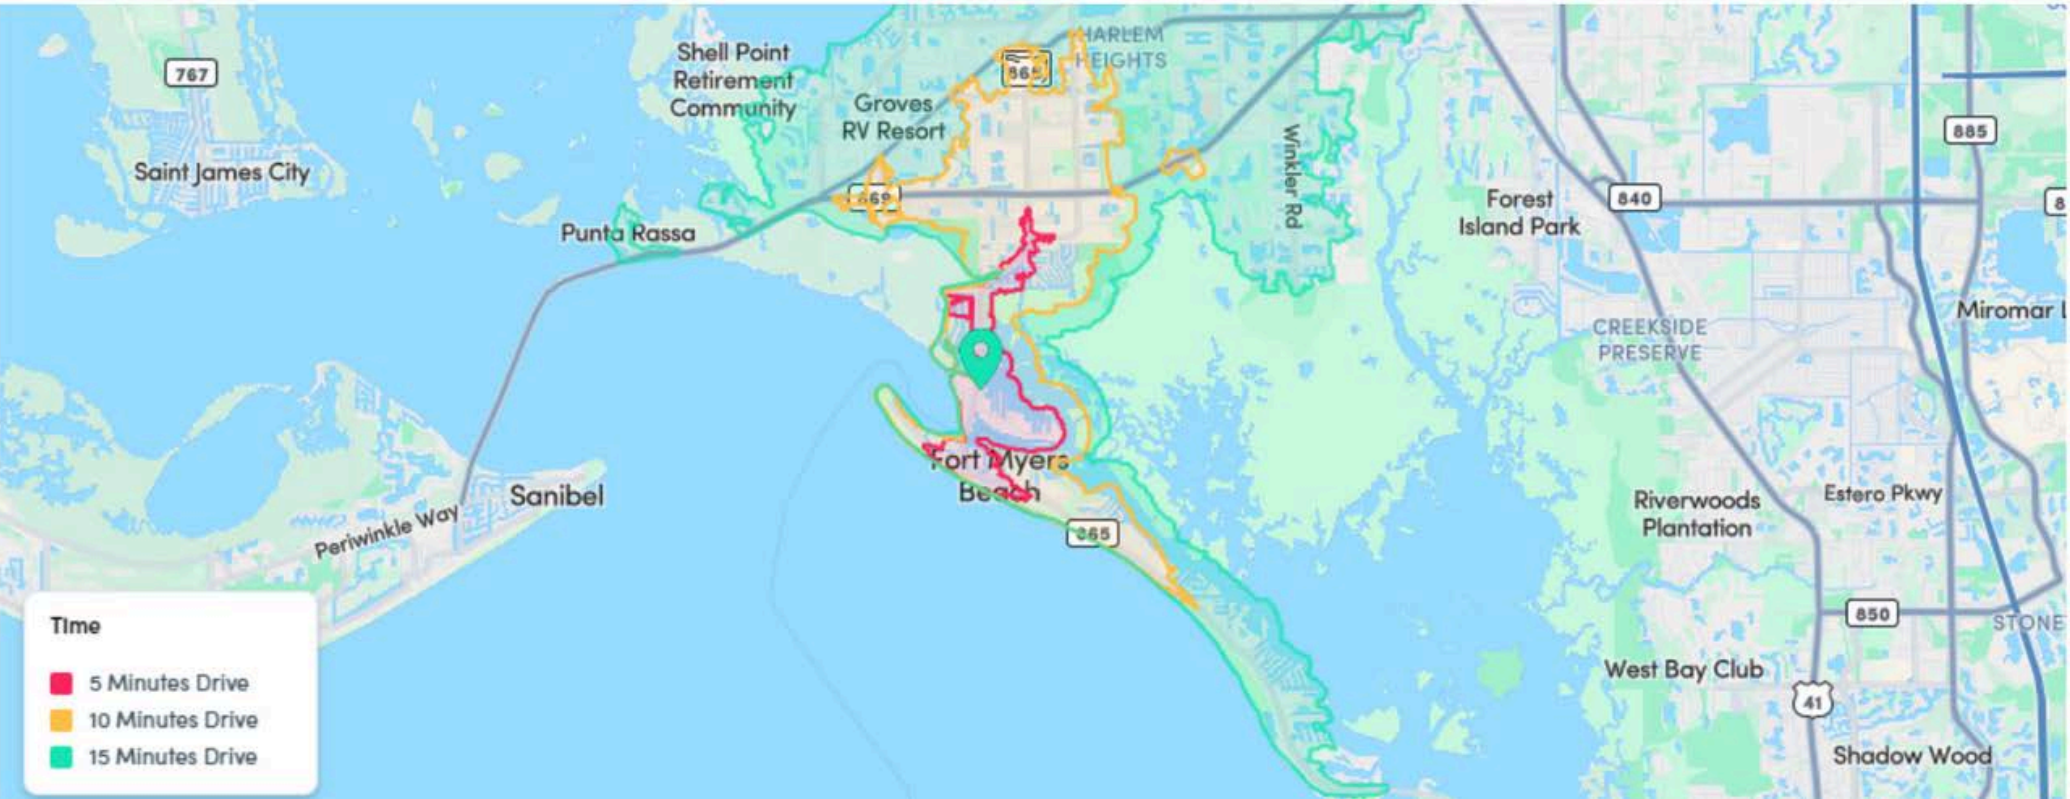 767
Saint James City
Shell Point
Retirement
Community
Groves
RV Resort
865
HARLEM
HEIGHTS
869
Punta Rassa
Winkler Rd
Forest
Island Park
840
885
8
CREEKSIDE
PRESERVE
Miromar L
Fort Myers
Beach
865
Sanibel
Periwinkle Way
Riverwoods
Plantation
Estero Pkwy
850
STONE
West Bay Club
41
Shadow Wood
Time
5 Minutes Drive
10 Minutes Drive
15 Minutes Drive